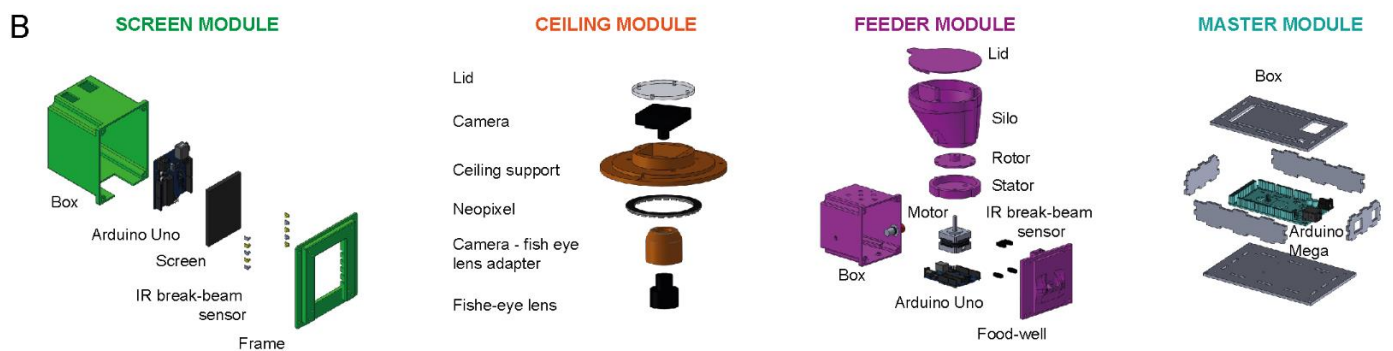 B
SCREEN MODULE
Box
Arduino Uno
Screen
IR break-beam
sensor
Frame
CEILING MODULE
Lid
Camera
Ceiling support
Neopixel
Camera - fish eye
lens adapter
Fishe-eye lens
FEEDER MODULE
Lid
Silo
Rotor
Stator
Motor
IR break-beam
sensor
Box
Arduino Uno
Food-well
MASTER MODULE
Box
Arduino
Mega